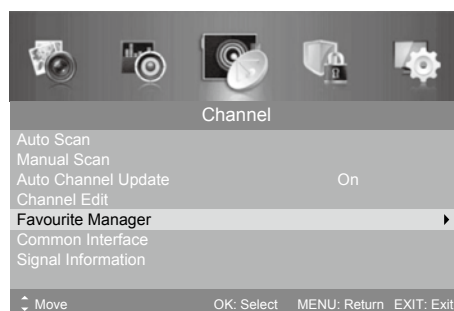 Channel
Auto Scan
Manual Scan
Auto Channel Update On
Channel Edit
Favourite Manager
Common Interface
Signal Information
Move OK: Select MENU: Return EXIT: Exit